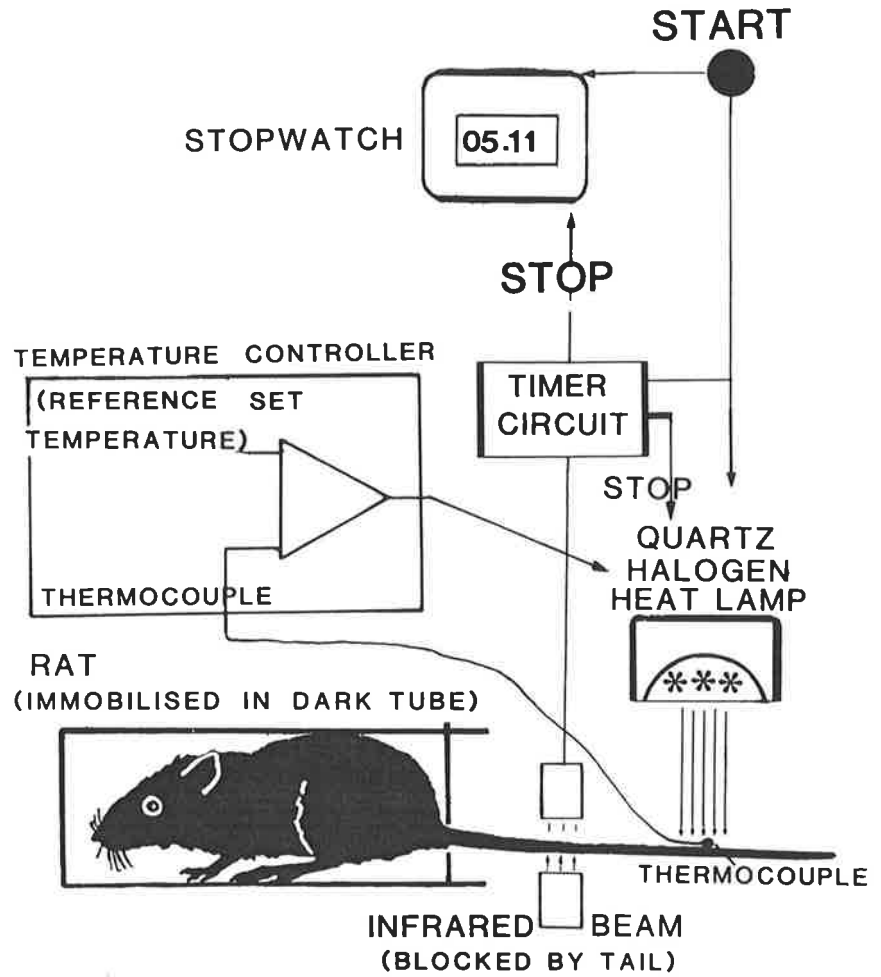 START
STOPWATCH
05.11
STOP
TEMPERATURE CONTROLLER
(REFERENCE SET
TEMPERATURE)
TIMER
CIRCUIT
STOP
QUARTZ
HALOGEN
HEAT LAMP
THERMOCOUPLE
RAT
(IMMOBILISED IN DARK TUBE)
THERMOCOUPLE
INFRARED BEAM
(BLOCKED BY TAIL)